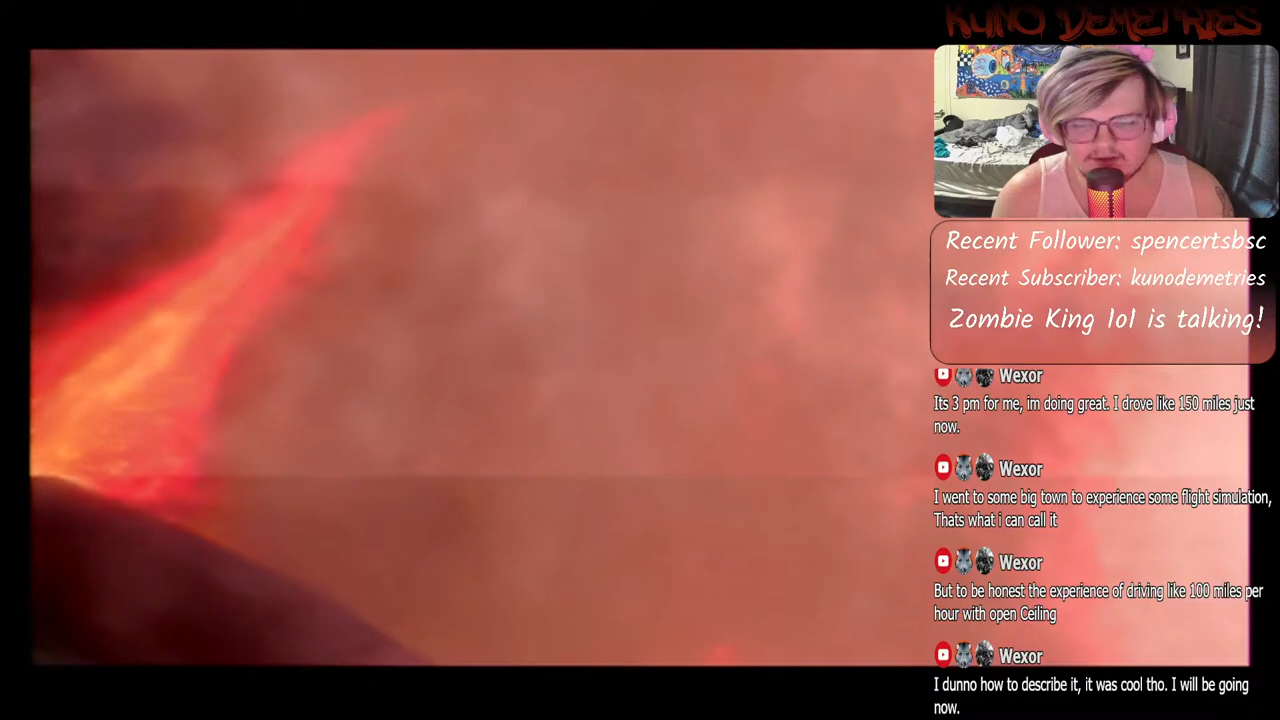 KUNO DEMETRIES
Recent Follower: spencertsbsc
Recent Subscriber: kunodemetries
Zombie King lol is talking!
Wexor
Its 3 pm for me, im doing great. I drove like 150 miles just
now.
Wexor
I went to some big town to experience some flight simulation,
Thats what i can call it
Wexor
But to be honest the experience of driving like 100 miles per
hour with open Ceiling
Wexor
I dunno how to describe it, it was cool tho. I will be going
now.